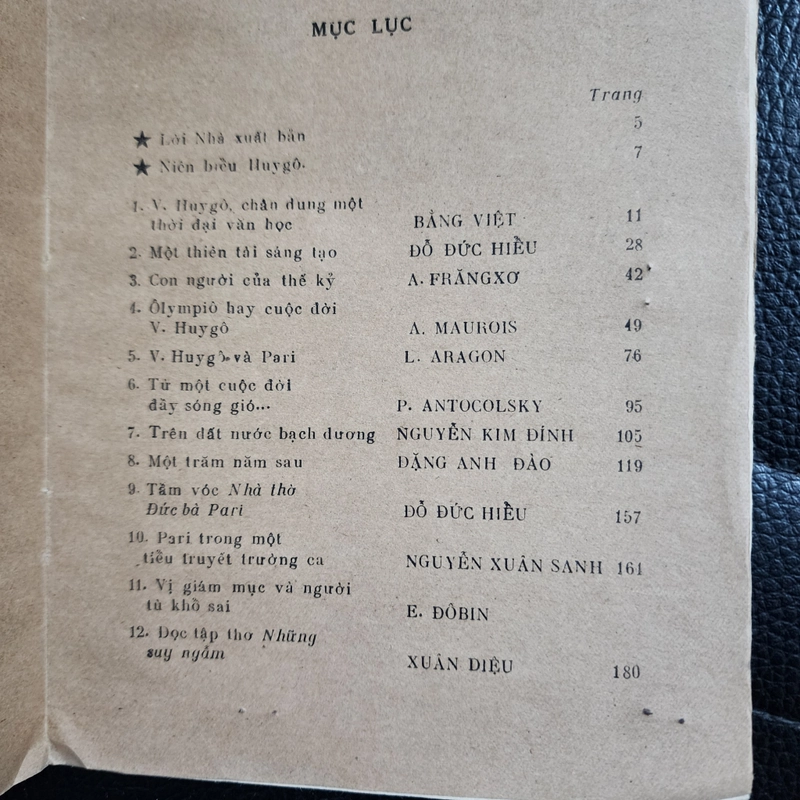 MỤC LỤC
Trang
★ Lời Nhà xuất bản 5
★ Niên biểu Huygô. 7
1. V. Huygô, chân dung một
thời đại văn học BẰNG VIỆT 11
2. Một thiên tài sáng tạo ĐỖ ĐỨC HIỂU 28
3. Con người của thế kỷ A. FRĂNGXƠ 42
4. Ôlympiô hay cuộc đời
V. Huygô A. MAUROIS 49
5. V. Huygô và Pari L. ARAGON 76
6. Từ một cuộc đời
đầy sóng gió... P. ANTOCOLSKY 95
7. Trên đất nước bạch dương NGUYỄN KIM ĐÍNH 105
8. Một trăm năm sau ĐẶNG ANH ĐÀO 119
9. Tầm vóc Nhà thờ
Đức bà Pari ĐỖ ĐỨC HIỂU 157
10. Pari trong một
tiểu truyết trường ca NGUYỄN XUÂN SANH 161
11. Vị giám mục và người
tù khổ sai E. ĐÔBIN
12. Đọc tập thơ Những
suy ngẫm XUÂN DIỆU 180